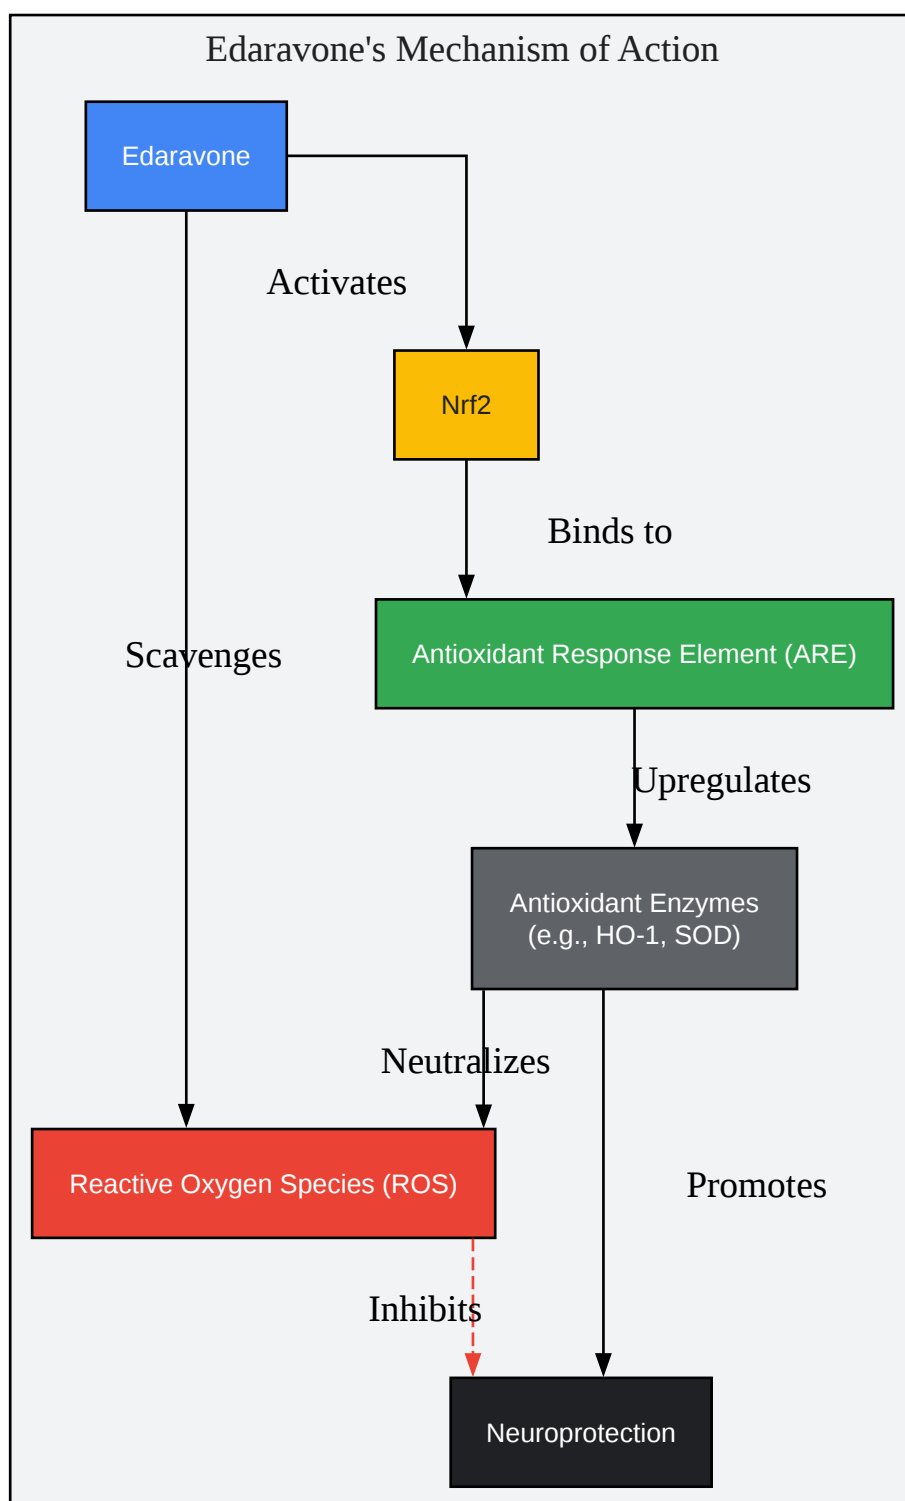 Edaravone's Mechanism of Action
Edaravone
Activates
Nrf2
Binds to
Scavenges
Antioxidant Response Element (ARE)
Upregulates
Antioxidant Enzymes
(e.g., HO-1, SOD)
Neutralizes
Reactive Oxygen Species (ROS)
Promotes
Inhibits
Neuroprotection